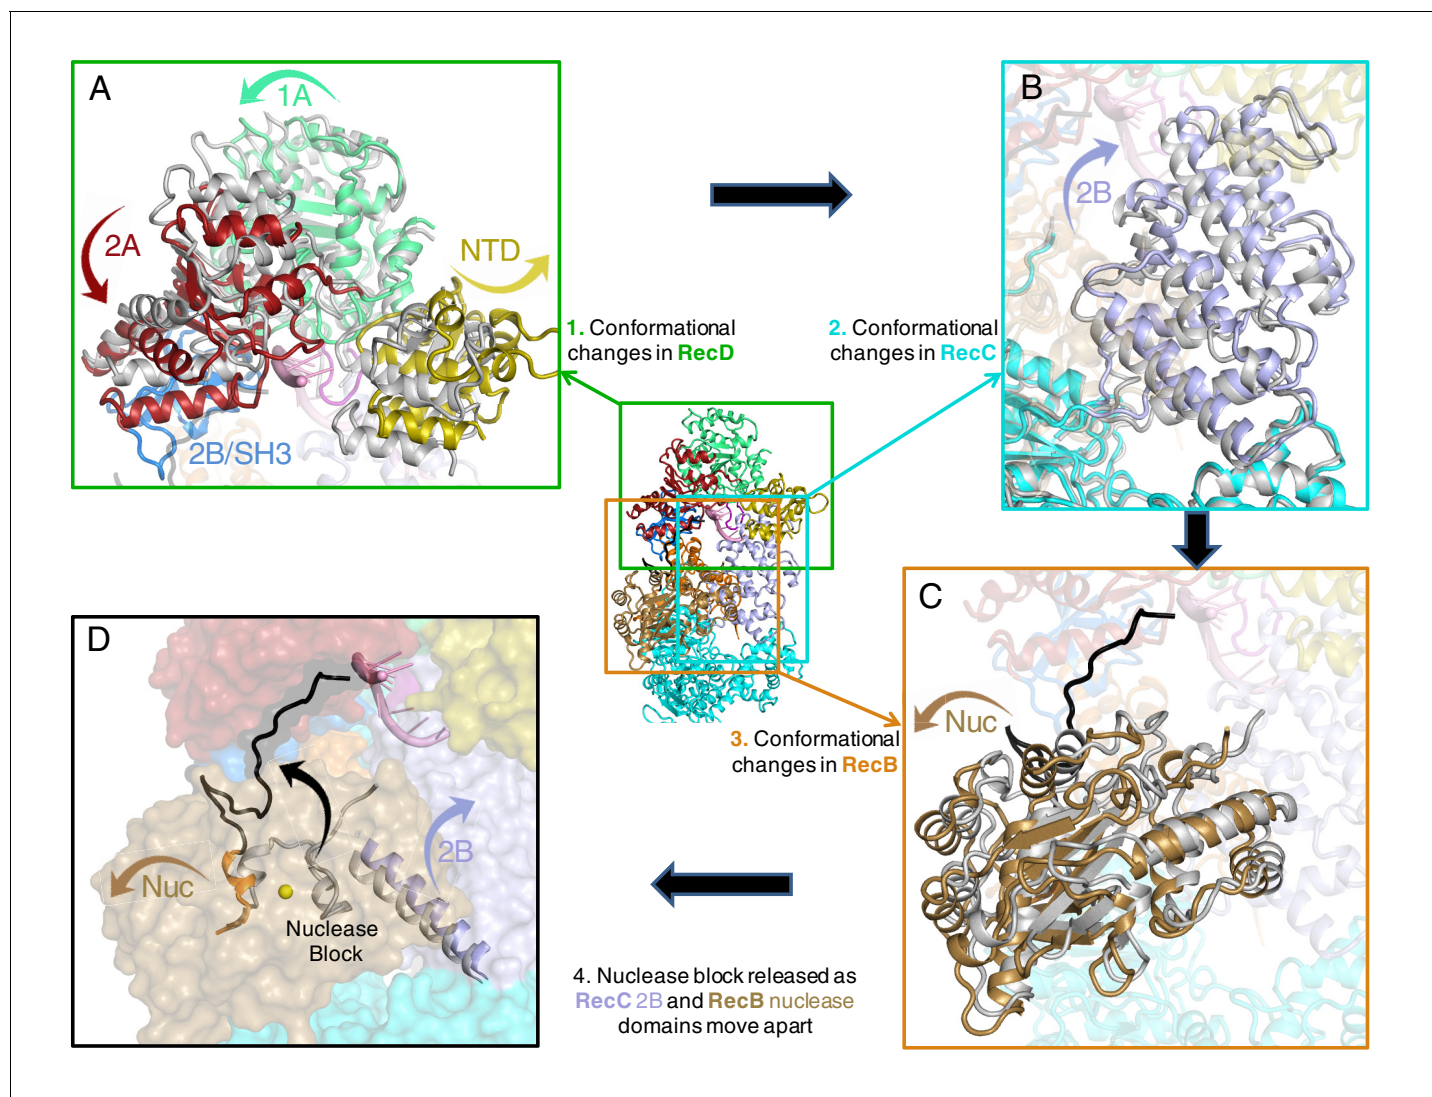 A
1A
2A
NTD
2B/SH3
1. Conformational
changes in RecD
2. Conformational
changes in RecC
B
2B
C
Nuc
3. Conformational
changes in RecB
D
2B
Nuc
Nuclease
Block
4. Nuclease block released as
RecC 2B and RecB nuclease
domains move apart